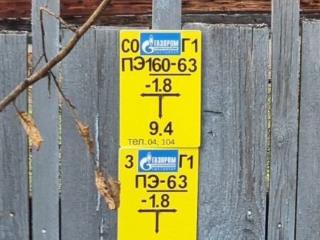 СО ГАЗПРОМ Г1
ПЭ160-63
-1.8
9.4
тел.04, 104
З ГАЗПРОМ Г1
ПЭ-63
-1.8